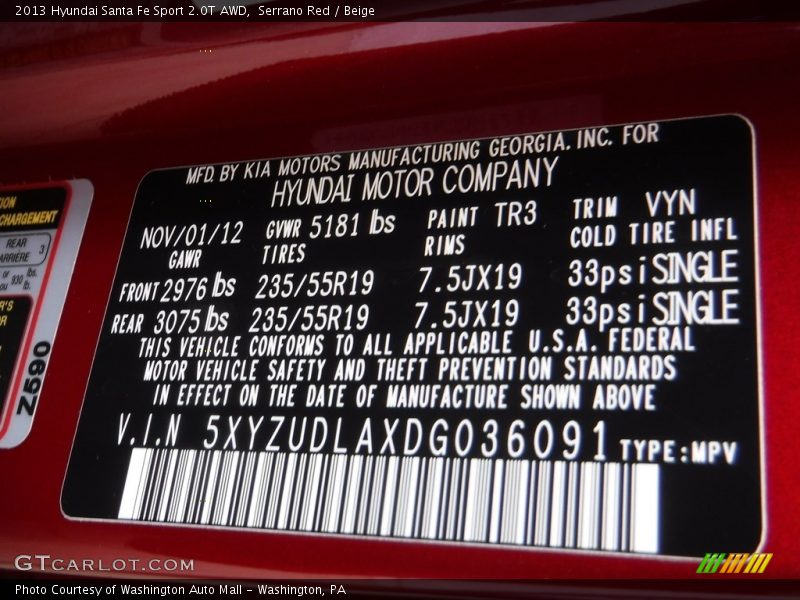 2013 Hyundai Santa Fe Sport 2.0T AWD, Serrano Red / Beige
MFD. BY KIA MOTORS MANUFACTURING GEORGIA. INC. FOR
HYUNDAI MOTOR COMPANY
NOV/01/12 GVWR 5181 lbs PAINT TR3 TRIM VYN
GAWR TIRES RIMS COLD TIRE INFL
FRONT 2976 lbs 235/55R19 7.5JX19 33psi SINGLE
REAR 3075 lbs 235/55R19 7.5JX19 33psi SINGLE
THIS VEHICLE CONFORMS TO ALL APPLICABLE U.S.A. FEDERAL
MOTOR VEHICLE SAFETY AND THEFT PREVENTION STANDARDS
IN EFFECT ON THE DATE OF MANUFACTURE SHOWN ABOVE
V.I.N 5XYZUDLAXDG036091 TYPE:MPV
CHARGEMENT
REAR
ARRIÈRE 3
or 930 lbs.
Z590
GTCARLOT.COM
Photo Courtesy of Washington Auto Mall - Washington, PA